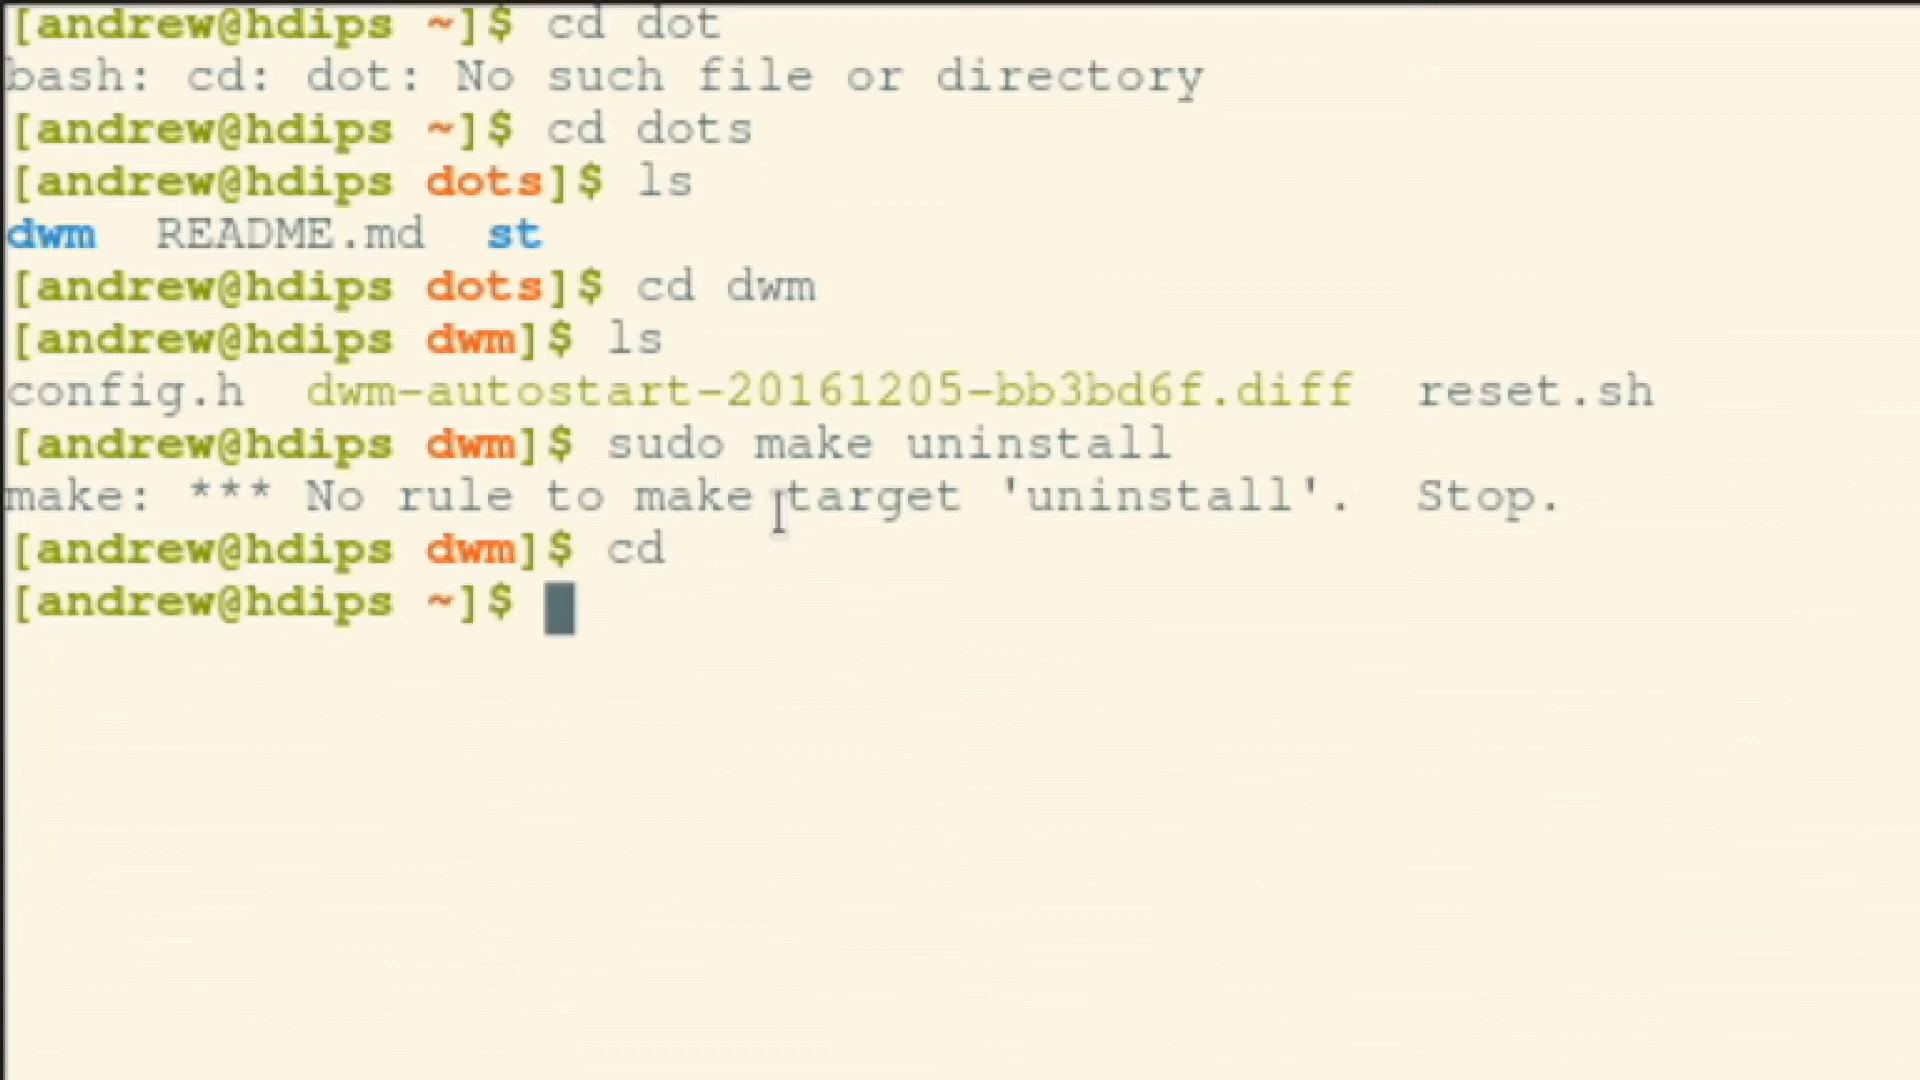 [andrew@hdips ~]$ cd dot
bash: cd: dot: No such file or directory
[andrew@hdips ~]$ cd dots
[andrew@hdips dots]$ ls
dwm  README.md  st
[andrew@hdips dots]$ cd dwm
[andrew@hdips dwm]$ ls
config.h  dwm-autostart-20161205-bb3bd6f.diff  reset.sh
[andrew@hdips dwm]$ sudo make uninstall
make: *** No rule to make target 'uninstall'.  Stop.
[andrew@hdips dwm]$ cd
[andrew@hdips ~]$